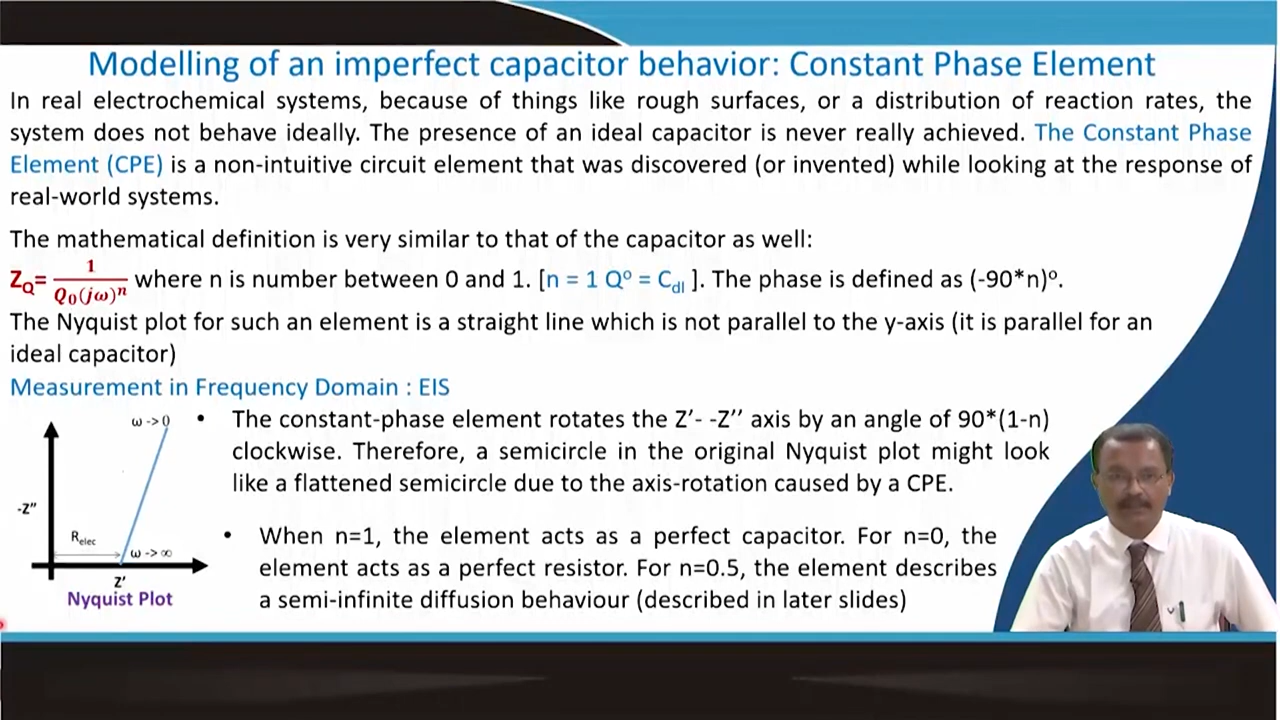 Modelling of an imperfect capacitor behavior: Constant Phase Element
In real electrochemical systems, because of things like rough surfaces, or a distribution of reaction rates, the
system does not behave ideally. The presence of an ideal capacitor is never really achieved. The Constant Phase
Element (CPE) is a non-intuitive circuit element that was discovered (or invented) while looking at the response of
real-world systems.
The mathematical definition is very similar to that of the capacitor as well:
Z_Q= 1/(Q₀(jω)ⁿ) where n is number between 0 and 1. [n = 1 Qº = C_dl ]. The phase is defined as (-90*n)º.
The Nyquist plot for such an element is a straight line which is not parallel to the y-axis (it is parallel for an
ideal capacitor)
Measurement in Frequency Domain : EIS
ω ->0
-Z′′
R_elec
ω -> ∞
Z′
Nyquist Plot
• The constant-phase element rotates the Z′- -Z′′ axis by an angle of 90*(1-n)
clockwise. Therefore, a semicircle in the original Nyquist plot might look
like a flattened semicircle due to the axis-rotation caused by a CPE.
• When n=1, the element acts as a perfect capacitor. For n=0, the
element acts as a perfect resistor. For n=0.5, the element describes
a semi-infinite diffusion behaviour (described in later slides)